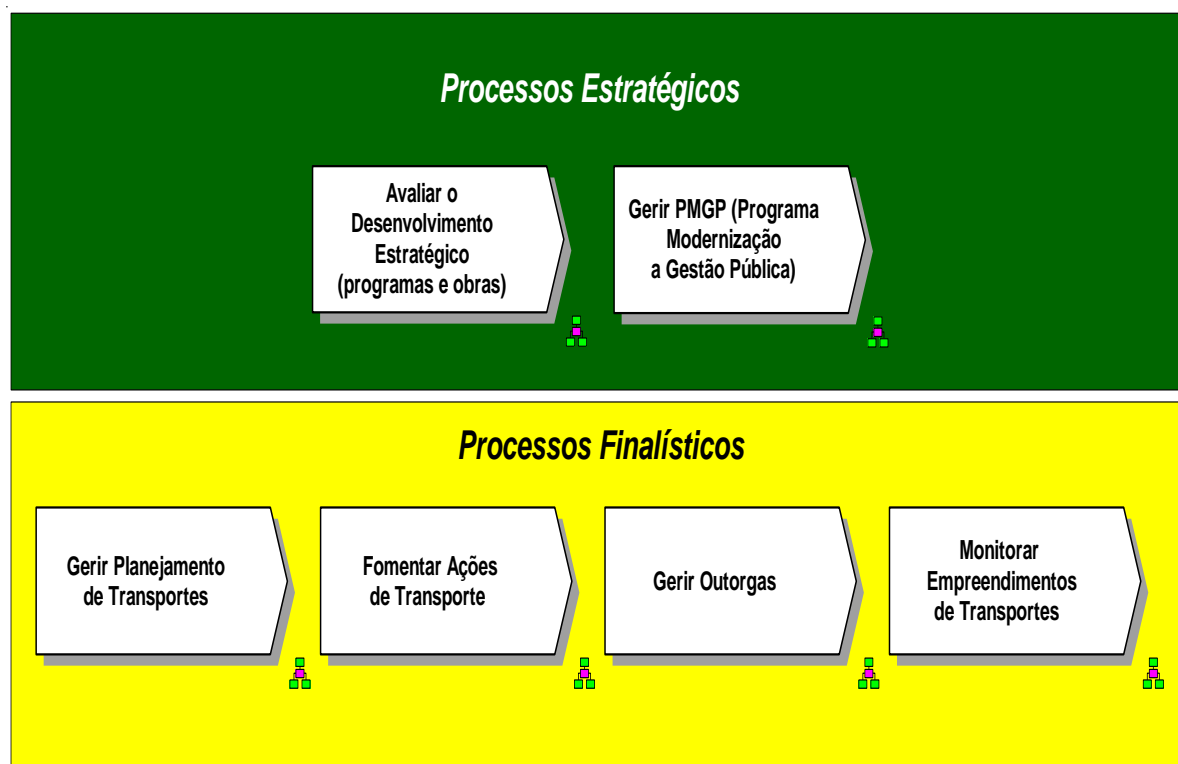 Processos Estratégicos
Avaliar o
Desenvolvimento
Estratégico
(programas e obras)
Gerir PMGP (Programa
Modernização
a Gestão Pública)
Processos Finalísticos
Gerir Planejamento
de Transportes
Fomentar Ações
de Transporte
Gerir Outorgas
Monitorar
Empreendimentos
de Transportes